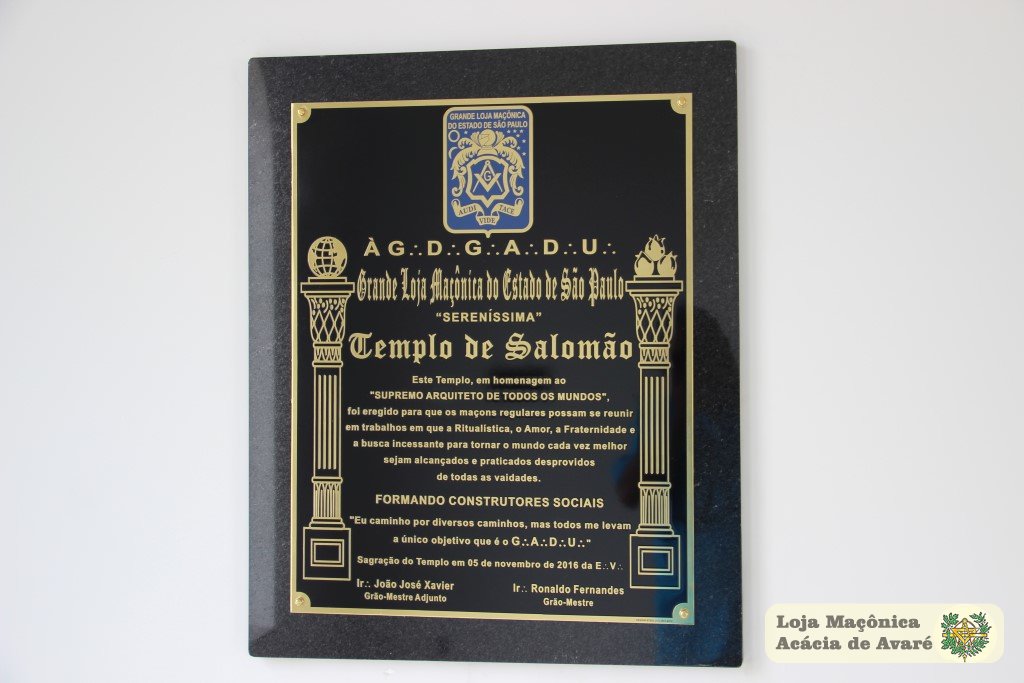 GRANDE LOJA MAÇÔNICA
DO ESTADO DE SÃO PAULO
G
AUDI VIDE TACE
À G∴D∴G∴A∴D∴U∴
Grande Loja Maçônica do Estado de São Paulo
"SERENÍSSIMA"
Templo de Salomão
Este Templo, em homenagem ao
"SUPREMO ARQUITETO DE TODOS OS MUNDOS",
foi eregido para que os maçons regulares possam se reunir
em trabalhos em que a Ritualística, o Amor, a Fraternidade e
a busca incessante para tornar o mundo cada vez melhor
sejam alcançados e praticados desprovidos
de todas as vaidades.
FORMANDO CONSTRUTORES SOCIAIS
"Eu caminho por diversos caminhos, mas todos me levam
a único objetivo que é o G∴A∴D∴U∴"
Sagração do Templo em 05 de novembro de 2016 da E∴V∴
Ir∴ João José Xavier Ir∴ Ronaldo Fernandes
Grão-Mestre Adjunto Grão-Mestre
Loja Maçônica
Acácia de Avaré